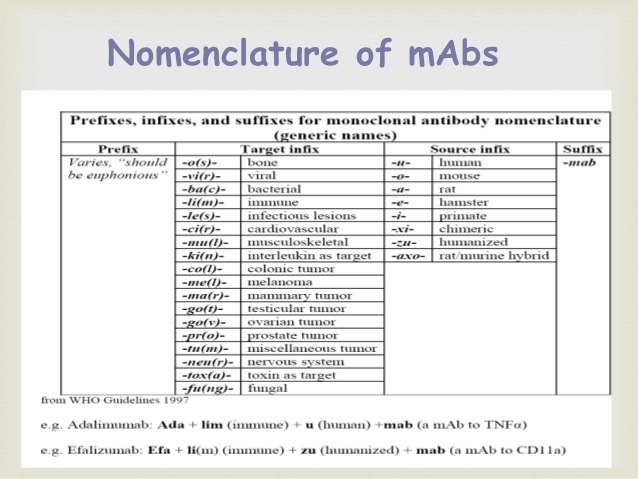 Nomenclature of mAbs
Prefixes, infixes, and suffixes for monoclonal antibody nomenclature
(generic names)
Prefix Target infix Source infix Suffix
Varies, "should -o(s)- bone -u- human -mab
be euphonious" -vi(r)- viral -o- mouse
-ba(c)- bacterial -a- rat
-li(m)- immune -e- hamster
-le(s)- infectious lesions -i- primate
-ci(r)- cardiovascular -xi- chimeric
-mu(l)- musculoskeletal -zu- humanized
-ki(n)- interleukin as target -axo- rat/murine hybrid
-co(l)- colonic tumor
-me(l)- melanoma
-ma(r)- mammary tumor
-go(t)- testicular tumor
-go(v)- ovarian tumor
-pr(o)- prostate tumor
-tu(m)- miscellaneous tumor
-neu(r)- nervous system
-tox(a)- toxin as target
-fu(ng)- fungal
from WHO Guidelines 1997
e.g. Adalimumab: Ada + lim (immune) + u (human) +mab (a mAb to TNFα)
e.g. Efalizumab: Efa + li(m) (immune) + zu (humanized) + mab (a mAb to CD11a)